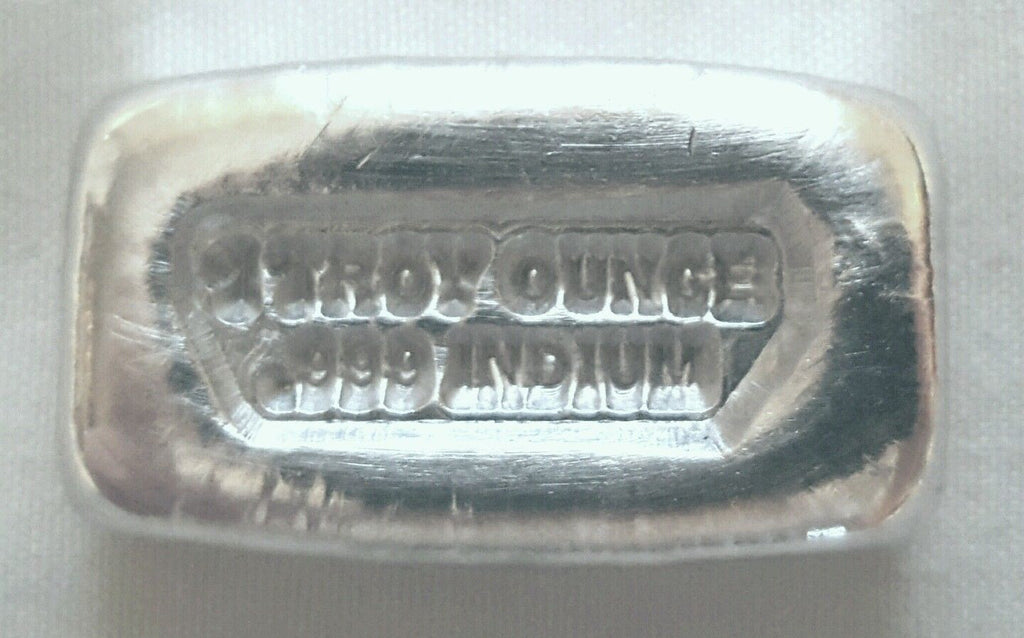 1 TROY OUNCE
.999 INDIUM